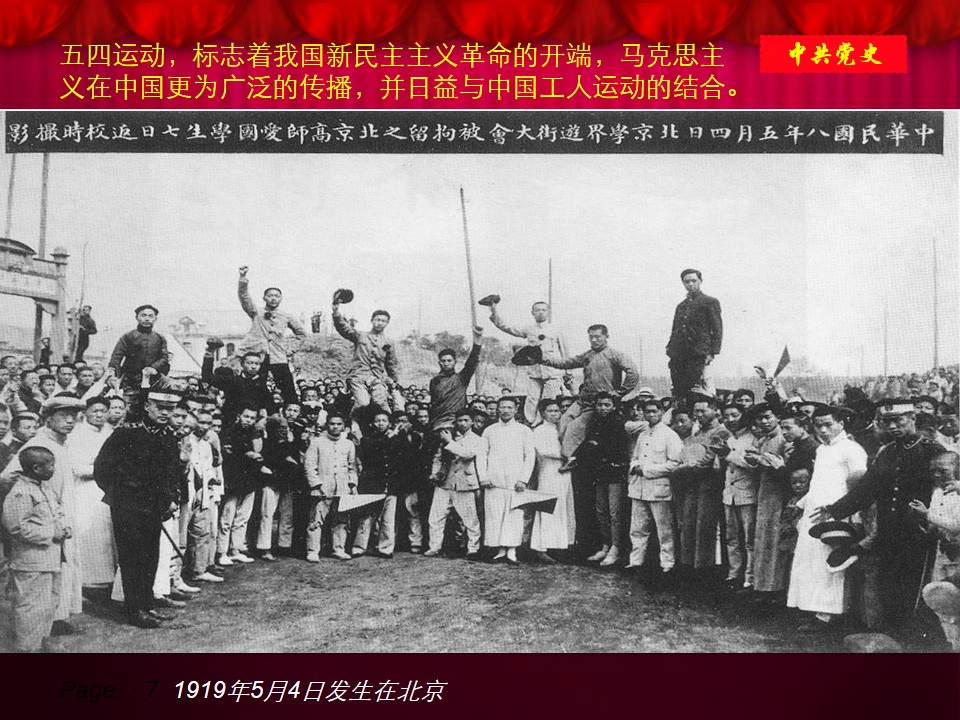 五四运动，标志着我国新民主主义革命的开端，马克思主
义在中国更为广泛的传播，并日益与中国工人运动的结合。
中共党史
中華民國八年五月四日北京學界遊街大會被拘留之北京高師愛國學生七日返校時撮影
Page 7 1919年5月4日发生在北京